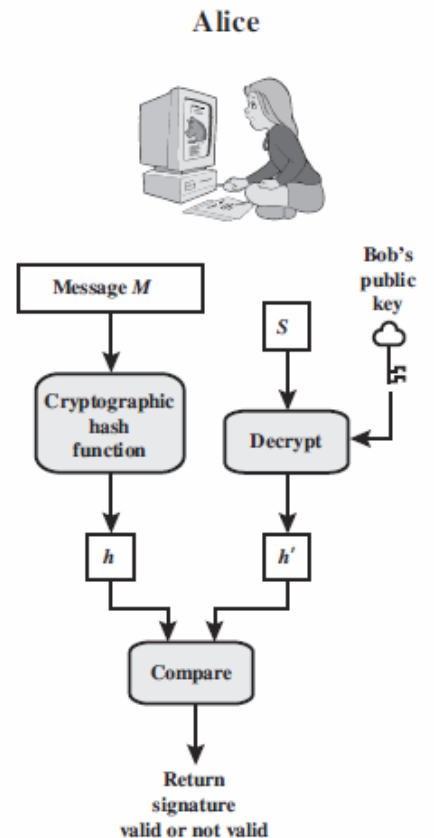 Alice
Bob's
public
key
Message M
S
Cryptographic
hash
function
Decrypt
h
h′
Compare
Return
signature
valid or not valid